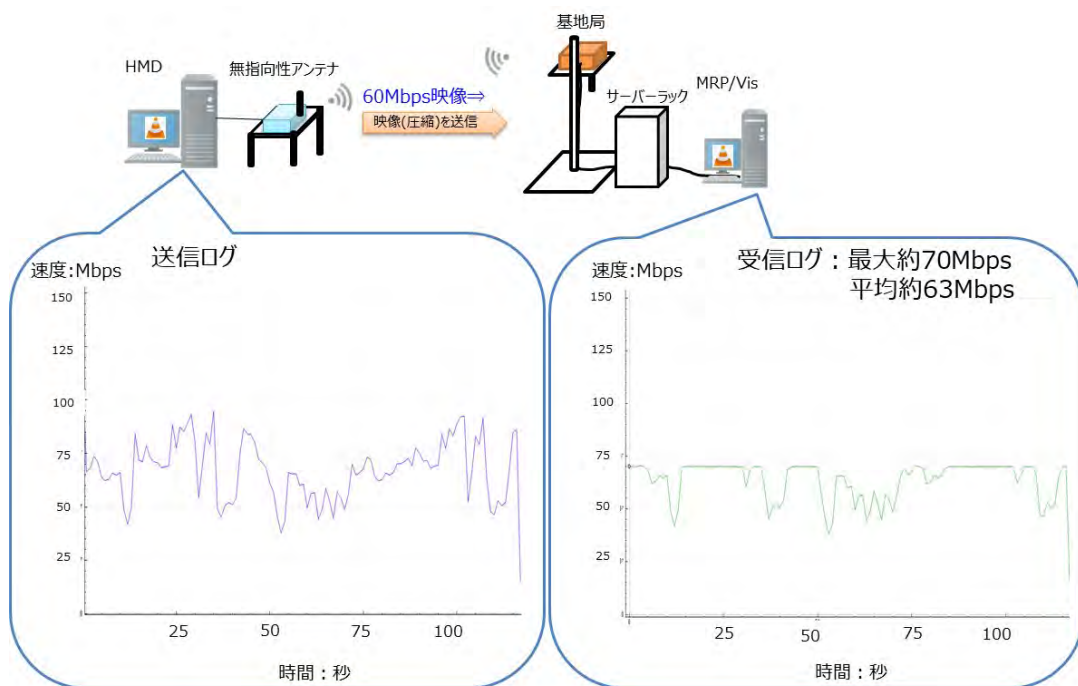 基地局
HMD
無指向性アンテナ
60Mbps映像⇒
映像(圧縮)を送信
サーバーラック
MRP/Vis
送信ログ
速度:Mbps
150
125
100
75
50
25
25
50
75
100
時間：秒
受信ログ：最大約70Mbps
平均約63Mbps
速度:Mbps
150
125
100
75
50
25
25
50
75
100
時間：秒